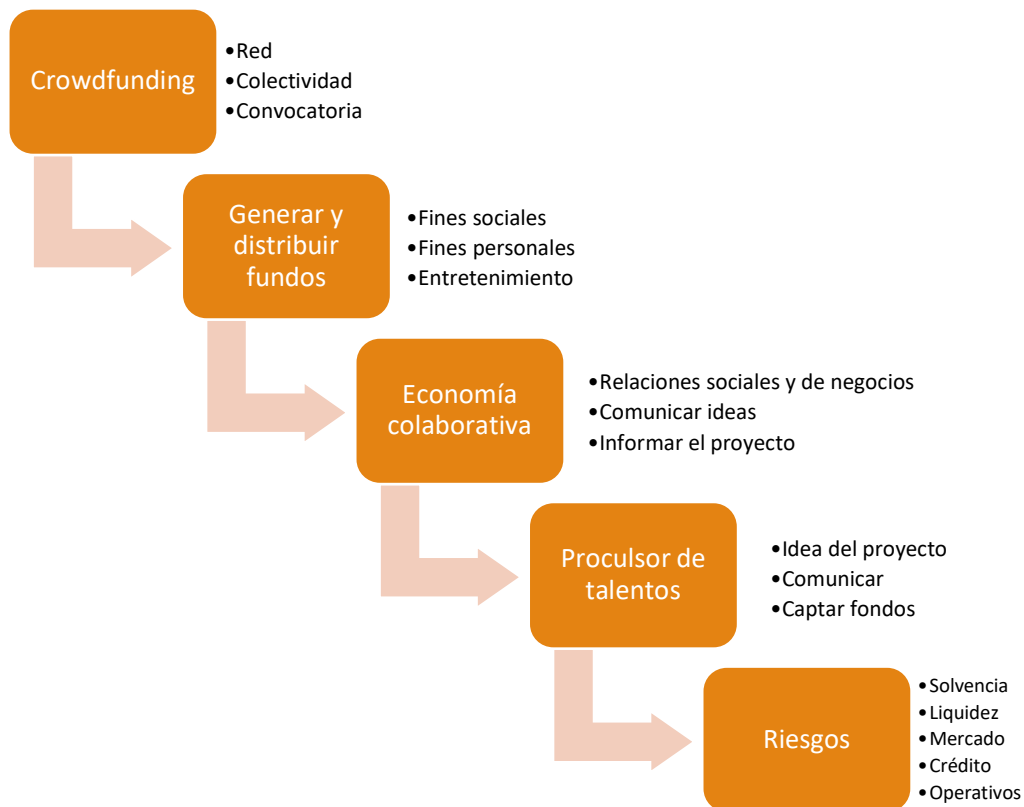 Crowdfunding
•Red
•Colectividad
•Convocatoria
Generar y
distribuir
fundos
•Fines sociales
•Fines personales
•Entretenimiento
Economía
colaborativa
•Relaciones sociales y de negocios
•Comunicar ideas
•Informar el proyecto
Proculsor de
talentos
•Idea del proyecto
•Comunicar
•Captar fondos
Riesgos
•Solvencia
•Liquidez
•Mercado
•Crédito
•Operativos